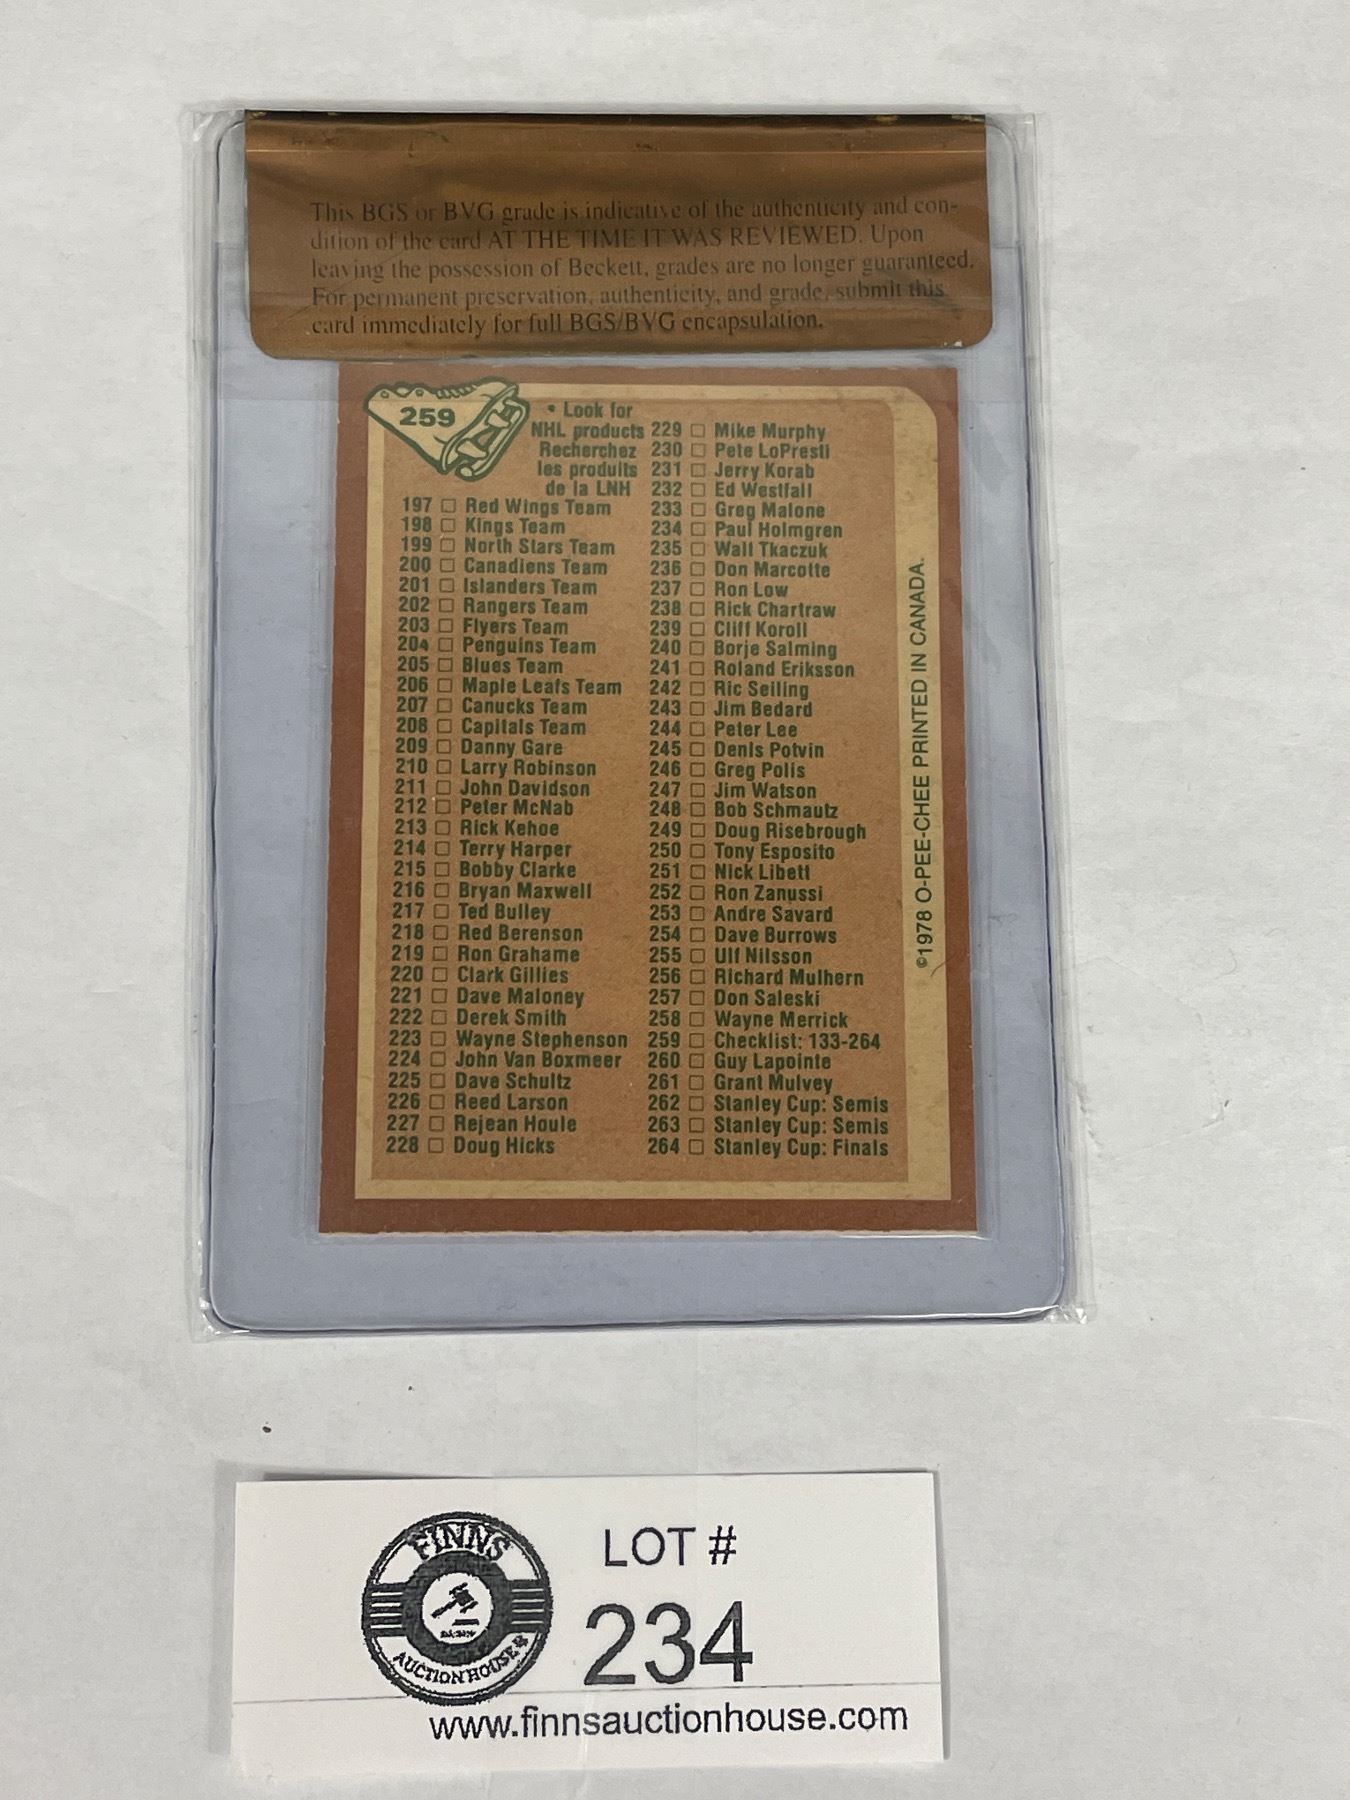 This BGS or BVG grade is indicative of the authenticity and con-
dition of the card AT THE TIME IT WAS REVIEWED. Upon
leaving the possession of Beckett, grades are no longer guaranteed.
For permanent preservation, authenticity, and grade, submit this
card immediately for full BGS/BVG encapsulation.
259
• Look for
NHL products
Recherchez
les produits
de la LNH
197 □ Red Wings Team
198 □ Kings Team
199 □ North Stars Team
200 □ Canadiens Team
201 □ Islanders Team
202 □ Rangers Team
203 □ Flyers Team
204 □ Penguins Team
205 □ Blues Team
206 □ Maple Leafs Team
207 □ Canucks Team
208 □ Capitals Team
209 □ Danny Gare
210 □ Larry Robinson
211 □ John Davidson
212 □ Peter McNab
213 □ Rick Kehoe
214 □ Terry Harper
215 □ Bobby Clarke
216 □ Bryan Maxwell
217 □ Ted Bulley
218 □ Red Berenson
219 □ Ron Grahame
220 □ Clark Gillies
221 □ Dave Maloney
222 □ Derek Smith
223 □ Wayne Stephenson
224 □ John Van Boxmeer
225 □ Dave Schultz
226 □ Reed Larson
227 □ Rejean Houle
228 □ Doug Hicks
229 □ Mike Murphy
230 □ Pete LoPresti
231 □ Jerry Korab
232 □ Ed Westfall
233 □ Greg Malone
234 □ Paul Holmgren
235 □ Walt Tkaczuk
236 □ Don Marcotte
237 □ Ron Low
238 □ Rick Chartraw
239 □ Cliff Koroll
240 □ Borje Salming
241 □ Roland Eriksson
242 □ Ric Seiling
243 □ Jim Bedard
244 □ Peter Lee
245 □ Denis Potvin
246 □ Greg Polis
247 □ Jim Watson
248 □ Bob Schmautz
249 □ Doug Risebrough
250 □ Tony Esposito
251 □ Nick Libett
252 □ Ron Zanussi
253 □ Andre Savard
254 □ Dave Burrows
255 □ Ulf Nilsson
256 □ Richard Mulhern
257 □ Don Saleski
258 □ Wayne Merrick
259 □ Checklist: 133-264
260 □ Guy Lapointe
261 □ Grant Mulvey
262 □ Stanley Cup: Semis
263 □ Stanley Cup: Semis
264 □ Stanley Cup: Finals
©1978 O-PEE-CHEE PRINTED IN CANADA.
FINNS
AUCTION HOUSE
LOT #
234
www.finnsauctionhouse.com